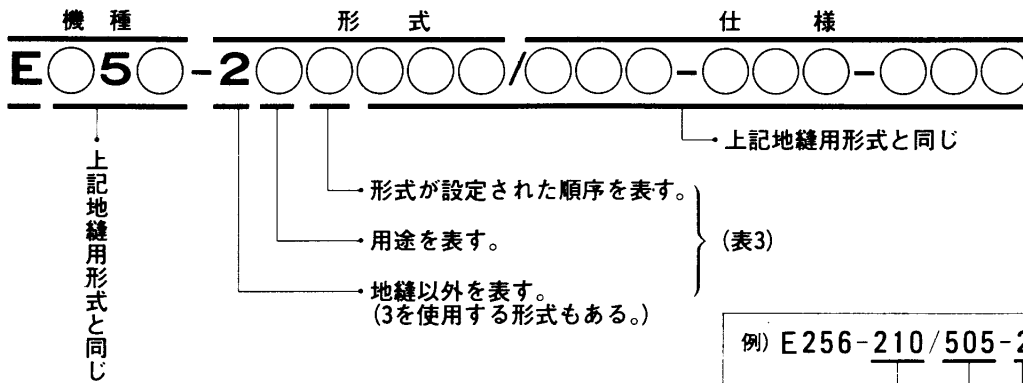 機種 形式 仕様
E○5○-2○○○○○/○○○-○○○-○○○
上記地縫用形式と同じ
上記地縫用形式と同じ
形式が設定された順序を表す。
用途を表す。
(表3)
地縫以外を表す。
(3を使用する形式もある。)
例) E256-210/505-2